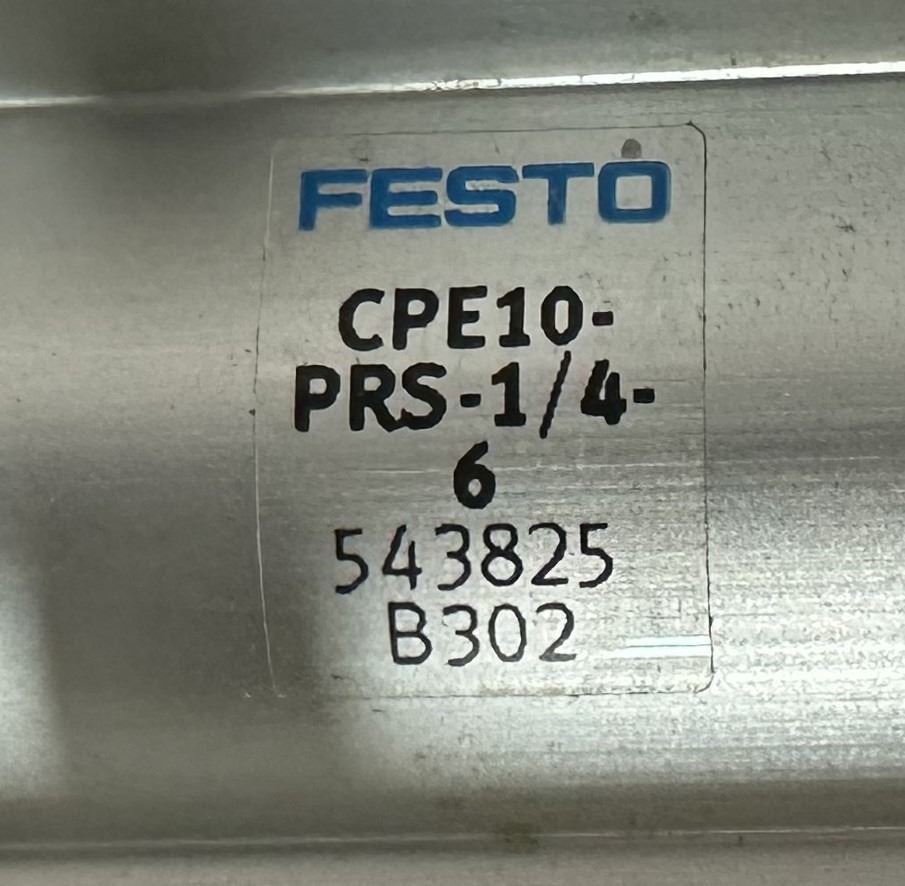 FESTO
CPE10-
PRS-1/4-
6
543825
B302